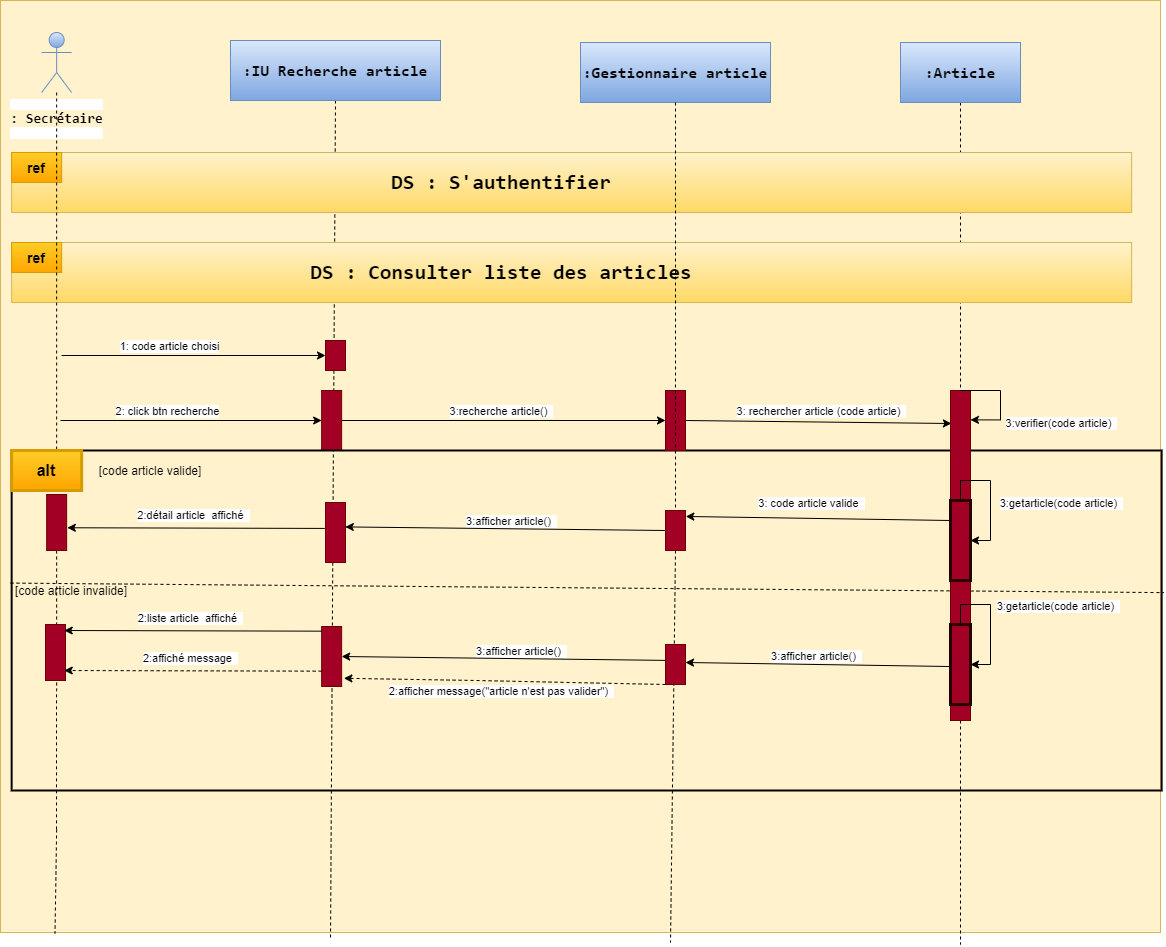 :IU Recherche article
:Gestionnaire article
:Article
: Secrétaire
ref
DS : S'authentifier
ref
DS : Consulter liste des articles
1: code article choisi
2: click btn recherche
3:recherche article()
3: rechercher article (code article)
3:verifier(code article)
alt
[code article valide]
2:détail article affiché
3:afficher article()
3: code article valide
3:getarticle(code article)
[code article invalide]
2:liste article affiché
3:getarticle(code article)
2:affiché message
3:afficher article()
3:afficher article()
2:afficher message("article n'est pas valider")